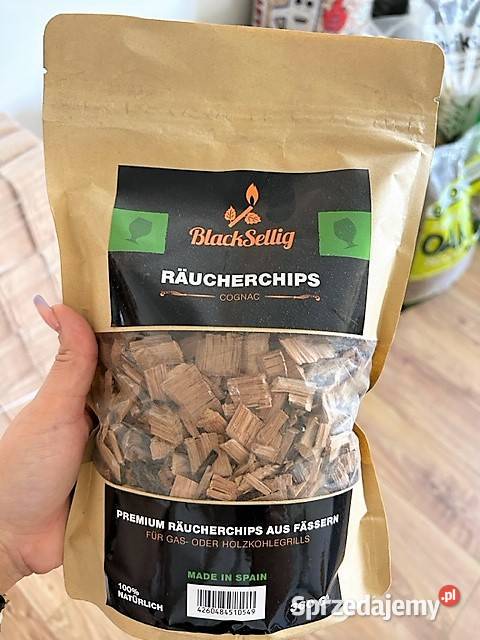 BlackSellig
RÄUCHERCHIPS
COGNAC
PREMIUM RÄUCHERCHIPS AUS FÄSSERN
FÜR GAS- ODER HOLZKOHLEGRILLS
MADE IN SPAIN
100%
NATÜRLICH
4260484510549
Sprzedajemy.pl